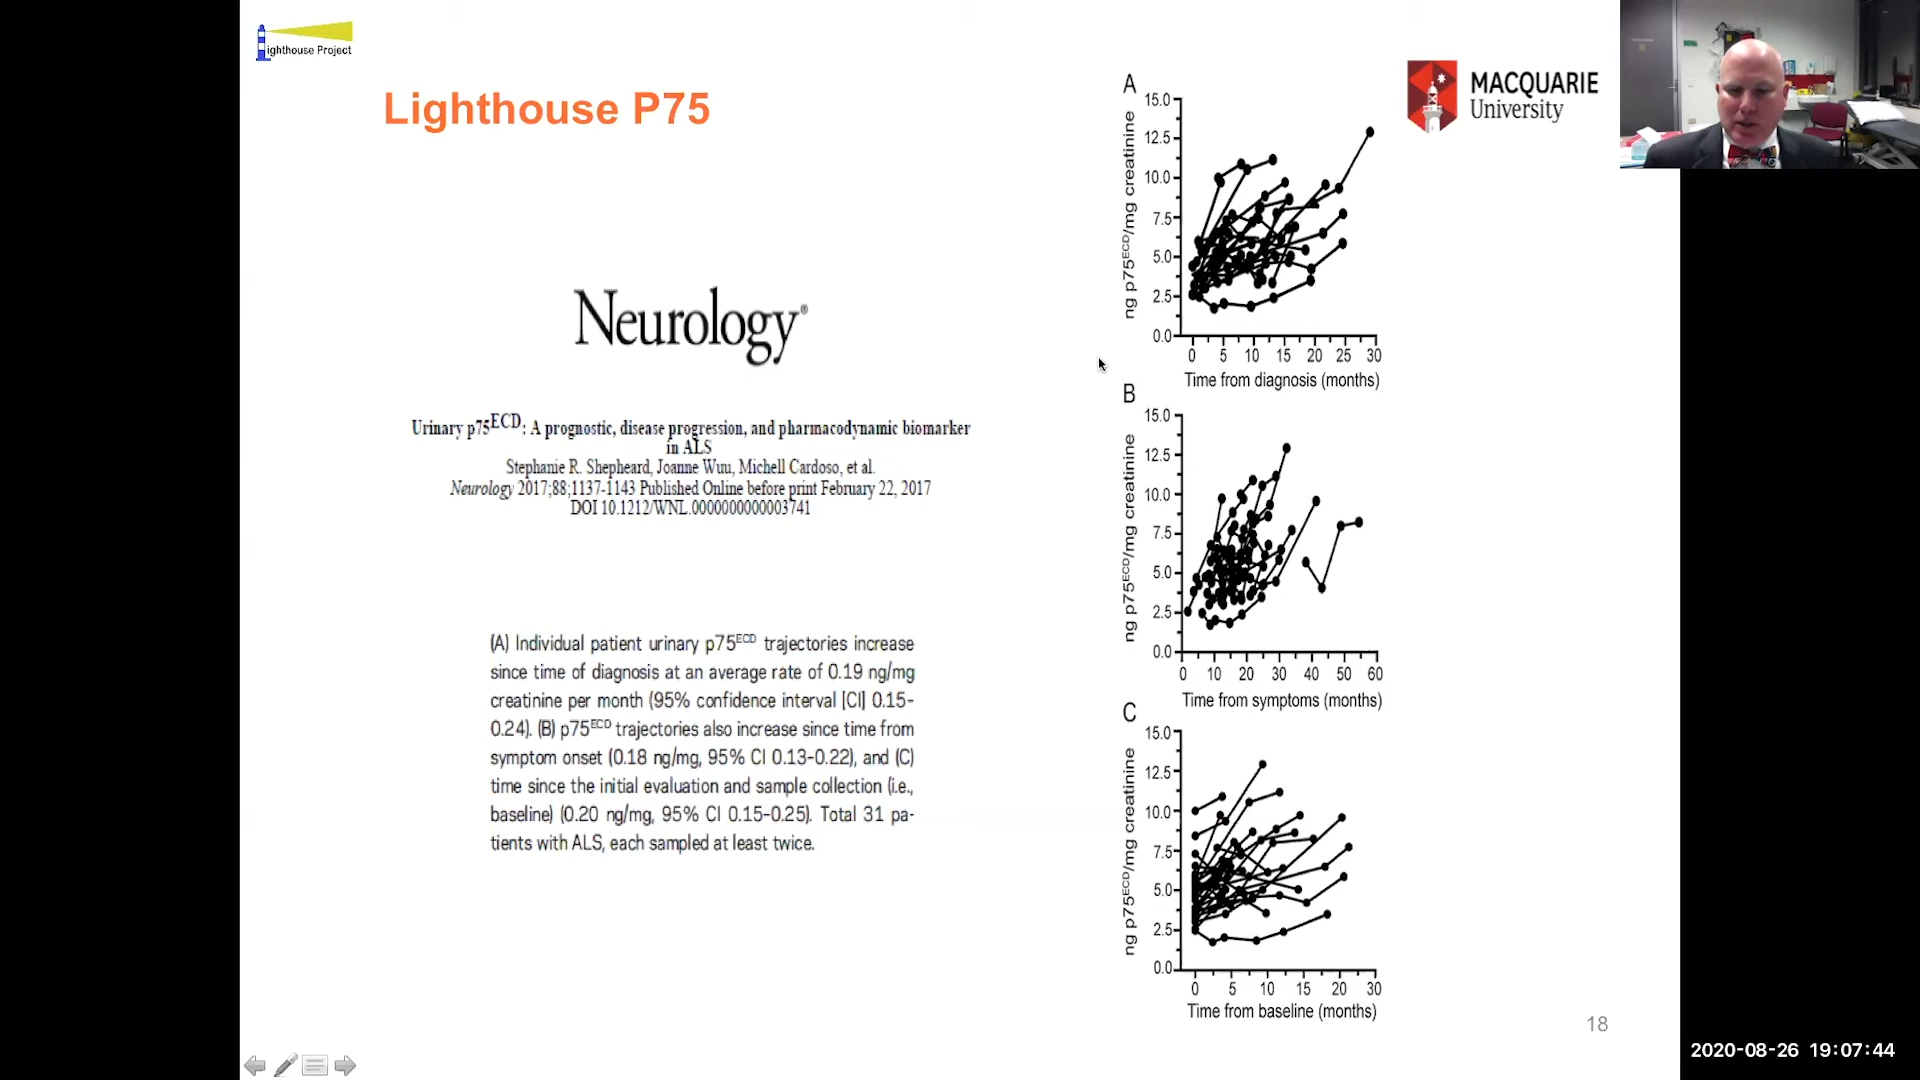 ighthouse Project
Lighthouse P75
MACQUARIE
University
Neurology®
Urinary p75ECD: A prognostic, disease progression, and pharmacodynamic biomarker
in ALS
Stephanie R. Shepheard, Joanne Wuu, Michell Cardoso, et al.
Neurology 2017;88;1137-1143 Published Online before print February 22, 2017
DOI 10.1212/WNL.0000000000003741
(A) Individual patient urinary p75ECD trajectories increase
since time of diagnosis at an average rate of 0.19 ng/mg
creatinine per month (95% confidence interval [CI] 0.15–
0.24). (B) p75ECD trajectories also increase since time from
symptom onset (0.18 ng/mg, 95% CI 0.13–0.22), and (C)
time since the initial evaluation and sample collection (i.e.,
baseline) (0.20 ng/mg, 95% CI 0.15–0.25). Total 31 pa-
tients with ALS, each sampled at least twice.
A
ng p75ECD/mg creatinine
15.0
12.5
10.0
7.5
5.0
2.5
0.0
0 5 10 15 20 25 30
Time from diagnosis (months)
B
ng p75ECD/mg creatinine
15.0
12.5
10.0
7.5
5.0
2.5
0.0
0 10 20 30 40 50 60
Time from symptoms (months)
C
ng p75ECD/mg creatinine
15.0
12.5
10.0
7.5
5.0
2.5
0.0
0 5 10 15 20 30
Time from baseline (months)
18
2020-08-26 19:07:44